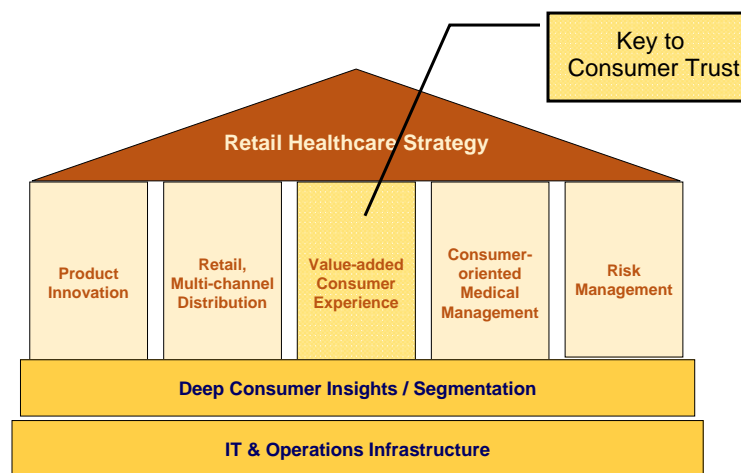 Key to
Consumer Trust
Retail Healthcare Strategy
Product
Innovation
Retail,
Multi-channel
Distribution
Value-added
Consumer
Experience
Consumer-
oriented
Medical
Management
Risk
Management
Deep Consumer Insights / Segmentation
IT & Operations Infrastructure